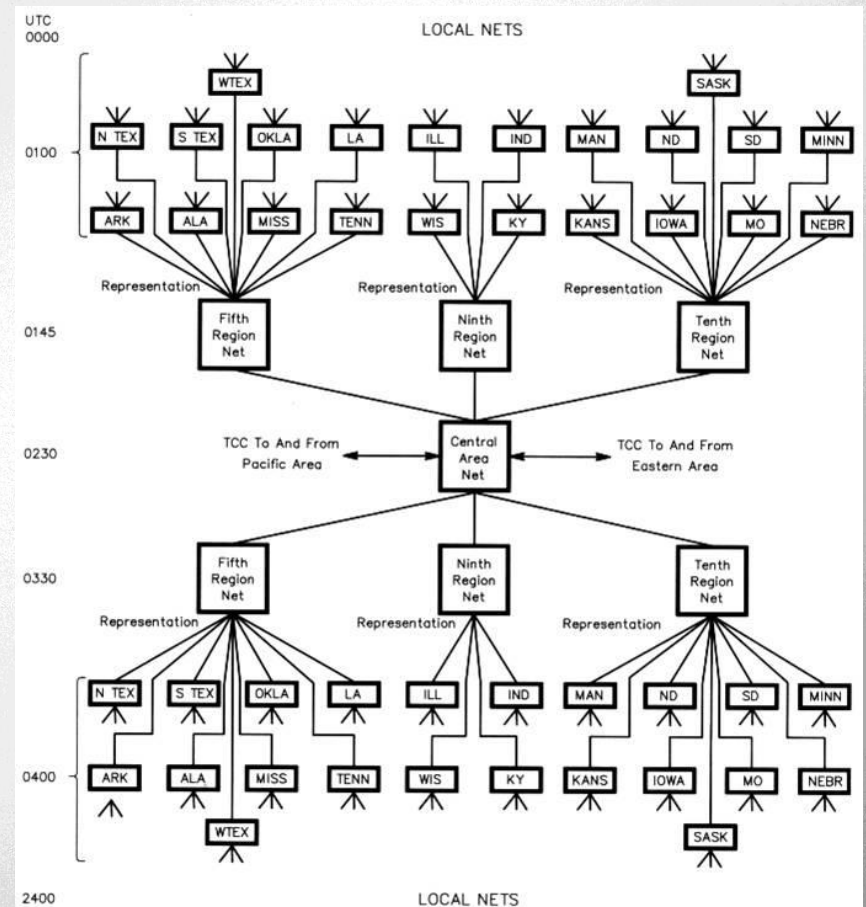 UTC
0000
LOCAL NETS
WTEX
SASK
N TEX
S TEX
OKLA
LA
ILL
IND
MAN
ND
SD
MINN
0100
ARK
ALA
MISS
TENN
WIS
KY
KANS
IOWA
MO
NEBR
Representation
Representation
Representation
0145
Fifth
Region
Net
Ninth
Region
Net
Tenth
Region
Net
0230
TCC To And From
Pacific Area
Central
Area
Net
TCC To And From
Eastern Area
0330
Fifth
Region
Net
Ninth
Region
Net
Tenth
Region
Net
Representation
Representation
Representation
N TEX
S TEX
OKLA
LA
ILL
IND
MAN
ND
SD
MINN
0400
ARK
ALA
MISS
TENN
WIS
KY
KANS
IOWA
MO
NEBR
WTEX
SASK
2400
LOCAL NETS